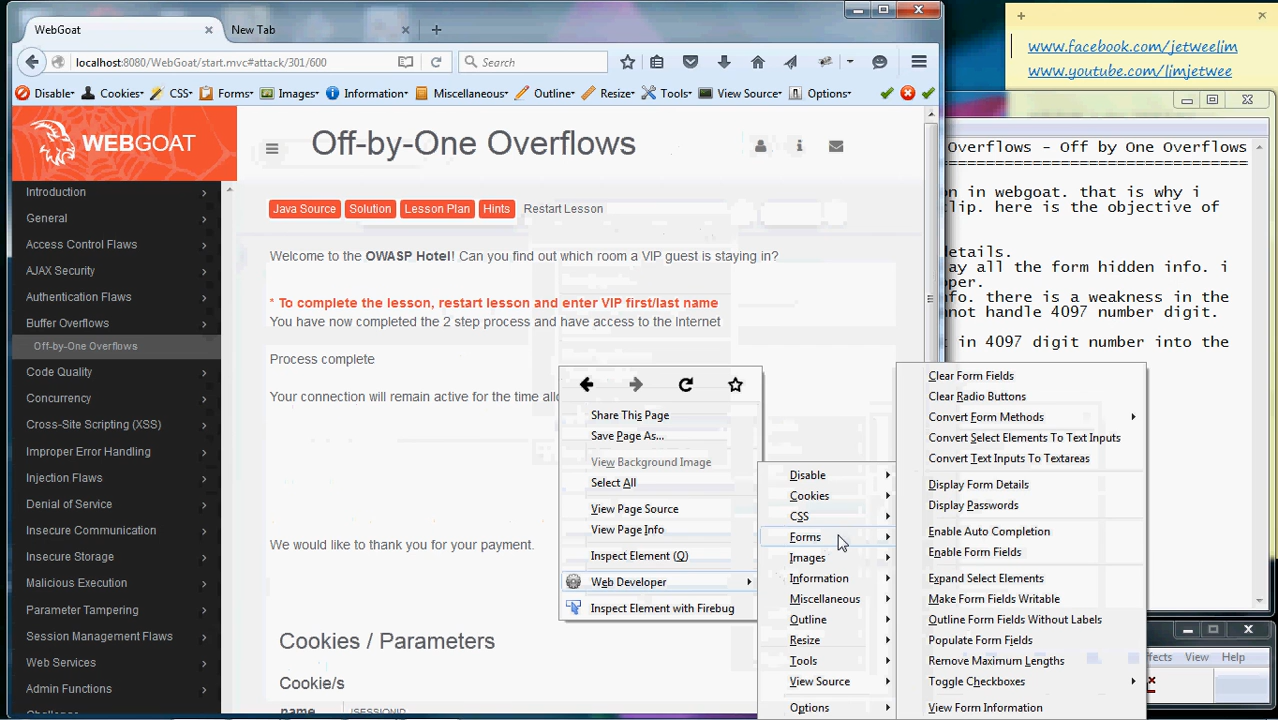 WebGoat
New Tab
www.facebook.com/jetweelim
www.youtube.com/limjetwee
localhost:8080/WebGoat/start.mvc#attack/301/600
Search
Disable Cookies CSS Forms Images Information Miscellaneous Outline Resize Tools View Source Options
WEBGOAT
Off-by-One Overflows
Java Source Solution Lesson Plan Hints Restart Lesson
Introduction
General
Access Control Flaws
AJAX Security
Authentication Flaws
Buffer Overflows
Off-by-One Overflows
Code Quality
Concurrency
Cross-Site Scripting (XSS)
Improper Error Handling
Injection Flaws
Denial of Service
Insecure Communication
Insecure Storage
Malicious Execution
Parameter Tampering
Session Management Flaws
Web Services
Admin Functions
Challenge
Welcome to the OWASP Hotel! Can you find out which room a VIP guest is staying in?
* To complete the lesson, restart lesson and enter VIP first/last name
You have now completed the 2 step process and have access to the Internet
Process complete
Your connection will remain active for the time
We would like to thank you for your payment.
Cookies / Parameters
Cookie/s
name JSESSIONID
Share This Page
Save Page As...
View Background Image
Select All
View Page Source
View Page Info
Inspect Element (Q)
Web Developer
Inspect Element with Firebug
Disable
Cookies
CSS
Forms
Images
Information
Miscellaneous
Outline
Resize
Tools
View Source
Options
Clear Form Fields
Clear Radio Buttons
Convert Form Methods
Convert Select Elements To Text Inputs
Convert Text Inputs To Textareas
Display Form Details
Display Passwords
Enable Auto Completion
Enable Form Fields
Expand Select Elements
Make Form Fields Writable
Outline Form Fields Without Labels
Populate Form Fields
Remove Maximum Lengths
Toggle Checkboxes
View Form Information
Overflows - Off by One Overflows
==============================
in webgoat. that is why i
here is the objective of
all the form hidden info. i
there is a weakness in the
handle 4097 number digit.
in 4097 digit number into the
View Help